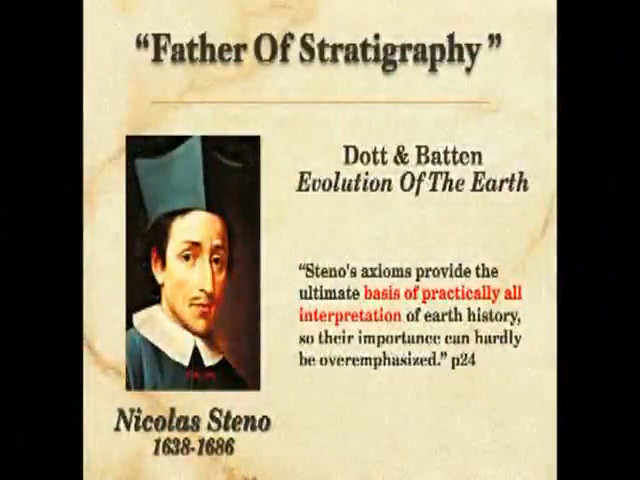 “Father Of Stratigraphy ”
Dott & Batten
Evolution Of The Earth
“Steno's axioms provide the
ultimate basis of practically all
interpretation of earth history,
so their importance can hardly
be overemphasized.” p24
Nicolas Steno
1638-1686